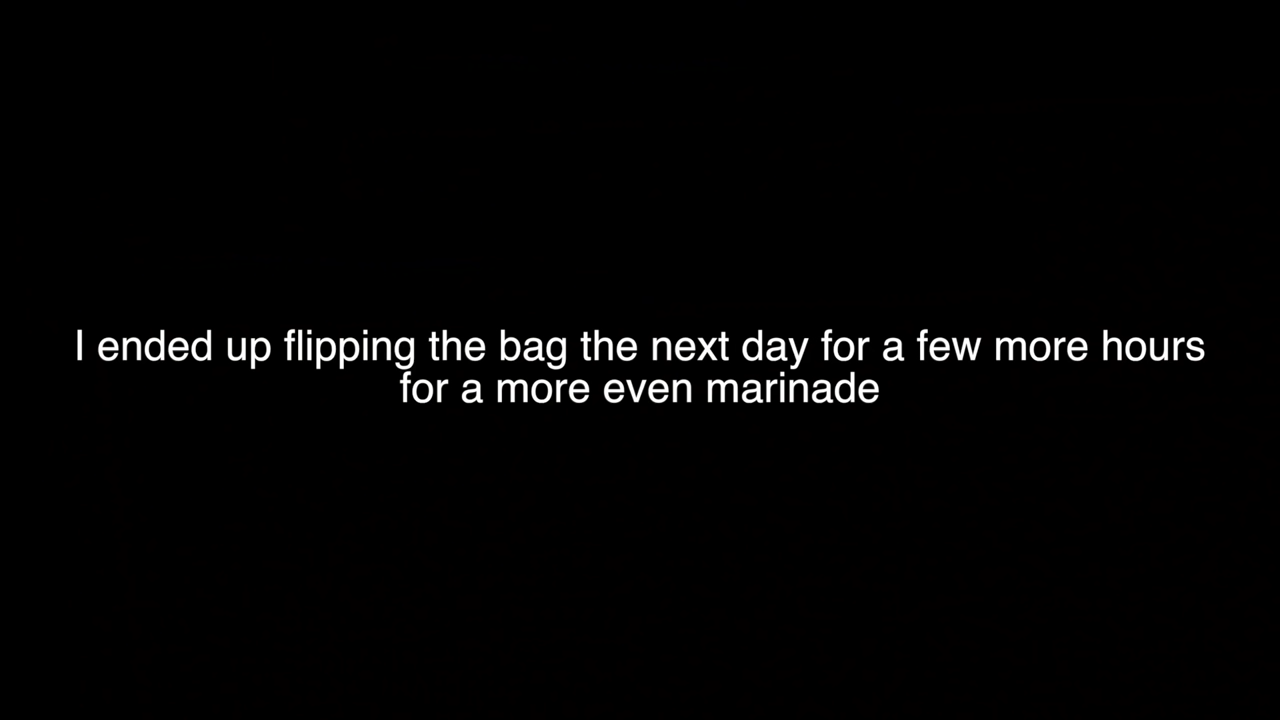 I ended up flipping the bag the next day for a few more hours
for a more even marinade